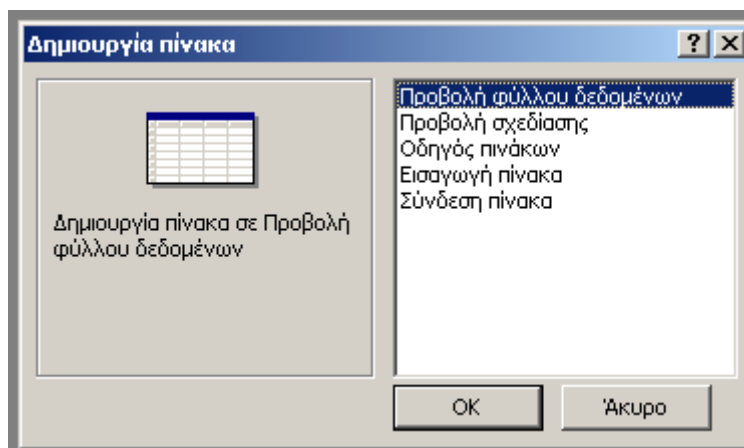 Δημιουργία πίνακα
Δημιουργία πίνακα σε Προβολή
φύλλου δεδομένων
Προβολή φύλλου δεδομένων
Προβολή σχεδίασης
Οδηγός πινάκων
Εισαγωγή πίνακα
Σύνδεση πίνακα
OK
Άκυρο